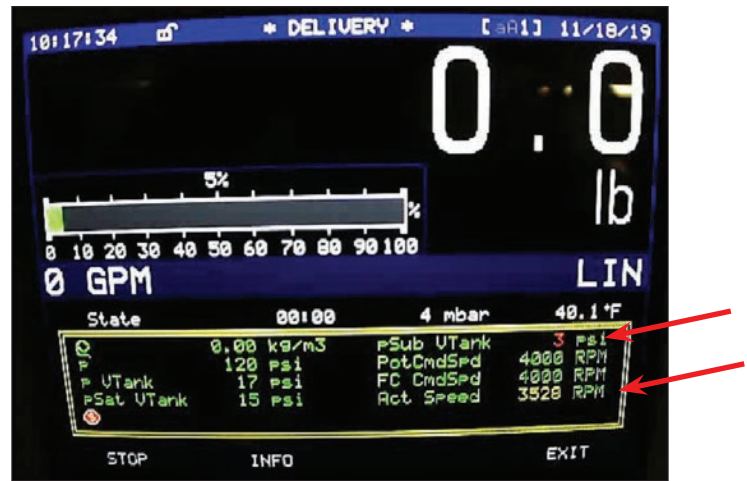 10:17:34 * DELIVERY * [aA1] 11/18/19
0.0
lb
5%
%
0 10 20 30 40 50 60 70 80 90 100
0 GPM LIN
State 00:00 4 mbar 40.1°F
Q 0.00 kg/m3 pSub VTank 3 psi
P 120 psi PotCmdSpd 4000 RPM
P VTank 17 psi FC CmdSpd 4000 RPM
pSat VTank 15 psi Act Speed 3528 RPM
STOP INFO EXIT